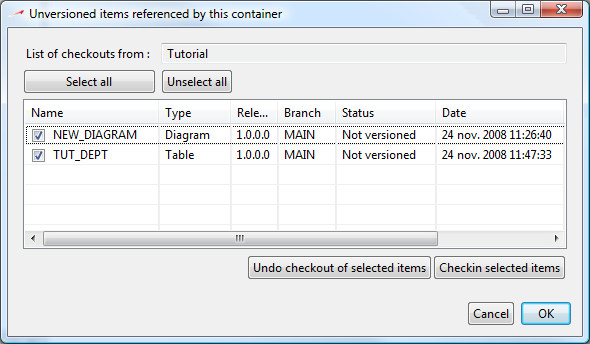 Unversioned items referenced by this container
List of checkouts from : Tutorial
Select all Unselect all
Name Type Rele... Branch Status Date
NEW_DIAGRAM Diagram 1.0.0.0 MAIN Not versioned 24 nov. 2008 11:26:40
TUT_DEPT Table 1.0.0.0 MAIN Not versioned 24 nov. 2008 11:47:33
Undo checkout of selected items Checkin selected items
Cancel OK